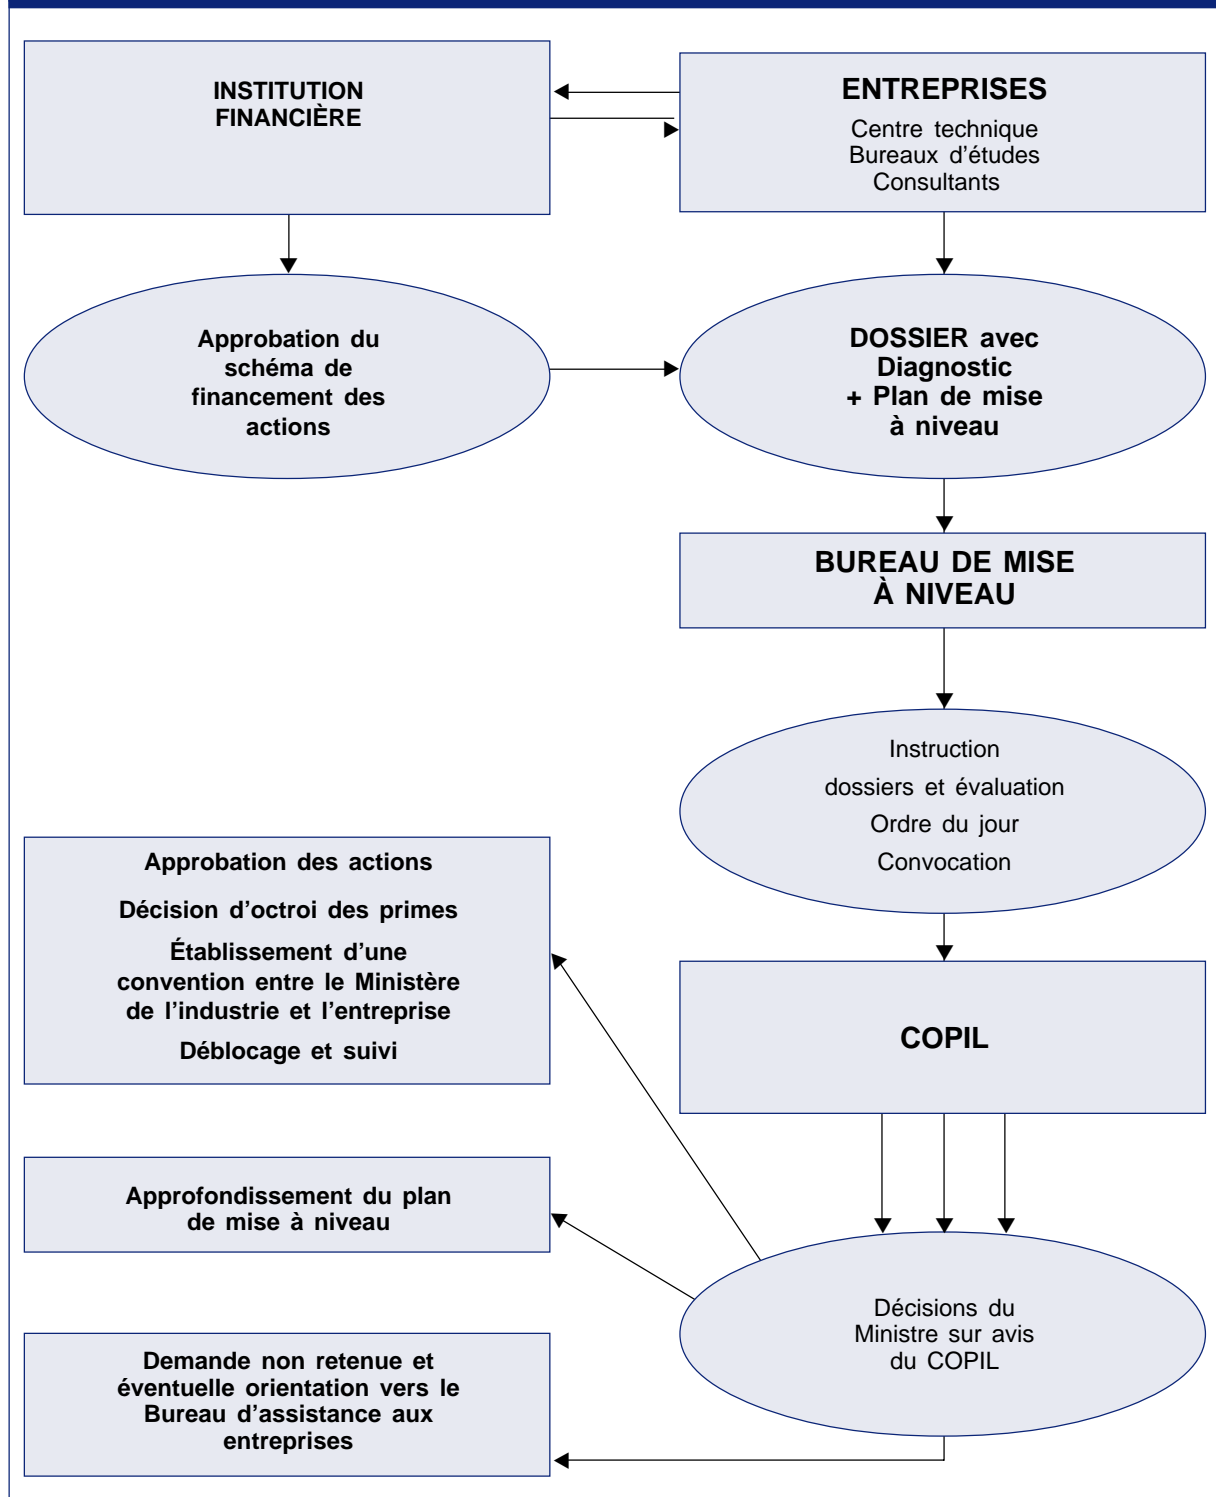 INSTITUTION
FINANCIÈRE
ENTREPRISES
Centre technique
Bureaux d'études
Consultants
Approbation du
schéma de
financement des
actions
DOSSIER avec
Diagnostic
+ Plan de mise
à niveau
BUREAU DE MISE
À NIVEAU
Instruction
dossiers et évaluation
Ordre du jour
Convocation
Approbation des actions
Décision d'octroi des primes
Établissement d'une
convention entre le Ministère
de l'industrie et l'entreprise
Déblocage et suivi
COPIL
Approfondissement du plan
de mise à niveau
Décisions du
Ministre sur avis
du COPIL
Demande non retenue et
éventuelle orientation vers le
Bureau d'assistance aux
entreprises